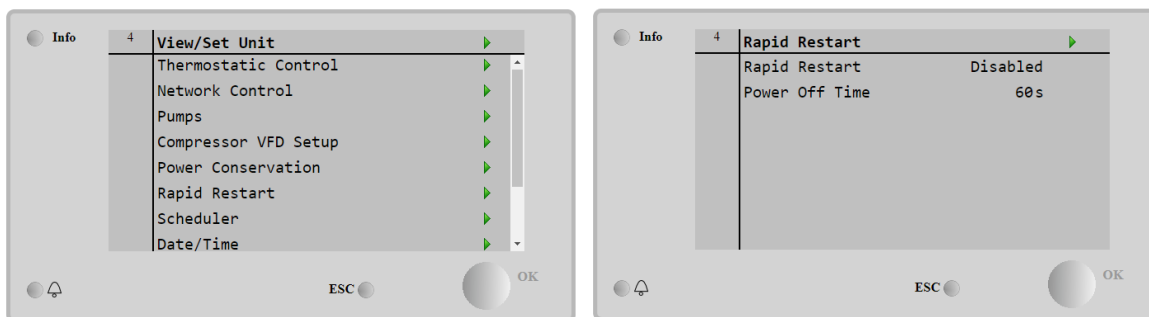 Info
4 View/Set Unit
Thermostatic Control
Network Control
Pumps
Compressor VFD Setup
Power Conservation
Rapid Restart
Scheduler
Date/Time
ESC
OK
Info
4 Rapid Restart
Rapid Restart Disabled
Power Off Time 60s
ESC
OK